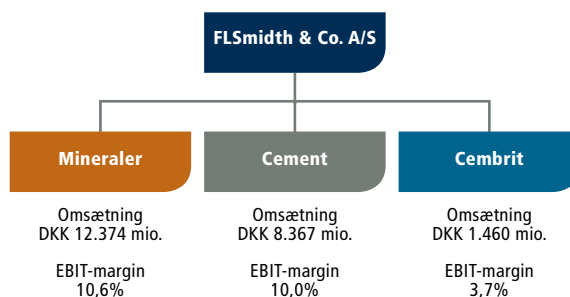 FLSmidth & Co. A/S
Mineraler
Cement
Cembrit
Omsætning
DKK 12.374 mio.
EBIT-margin
10,6%
Omsætning
DKK 8.367 mio.
EBIT-margin
10,0%
Omsætning
DKK 1.460 mio.
EBIT-margin
3,7%